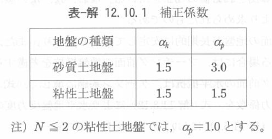 表-解 12.10.1 補正係数
地盤の種類 αk αp
砂質土地盤 1.5 3.0
粘性土地盤 1.5 1.5
注) N≦2の粘性土地盤では，αp=1.0とする。